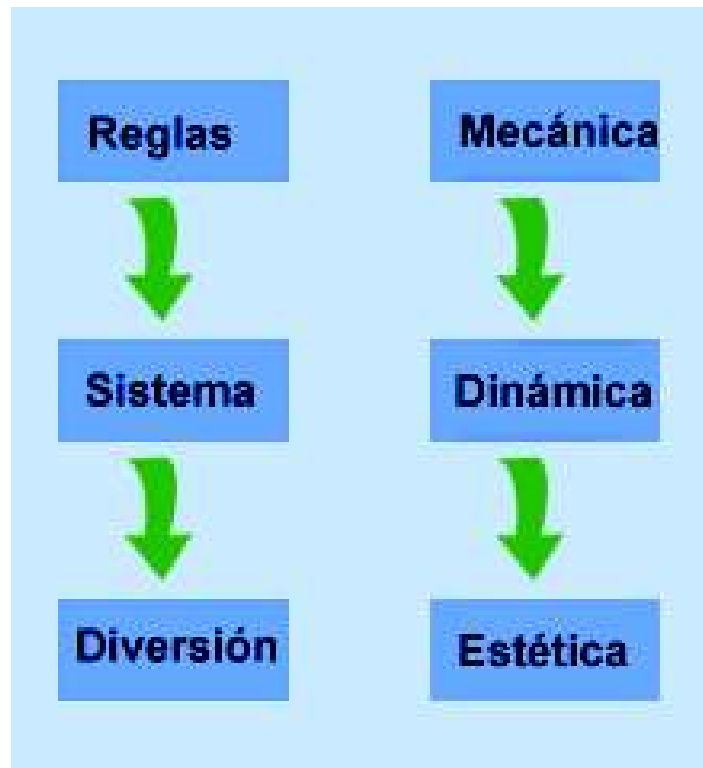 Reglas
Mecánica
Sistema
Dinámica
Diversión
Estética